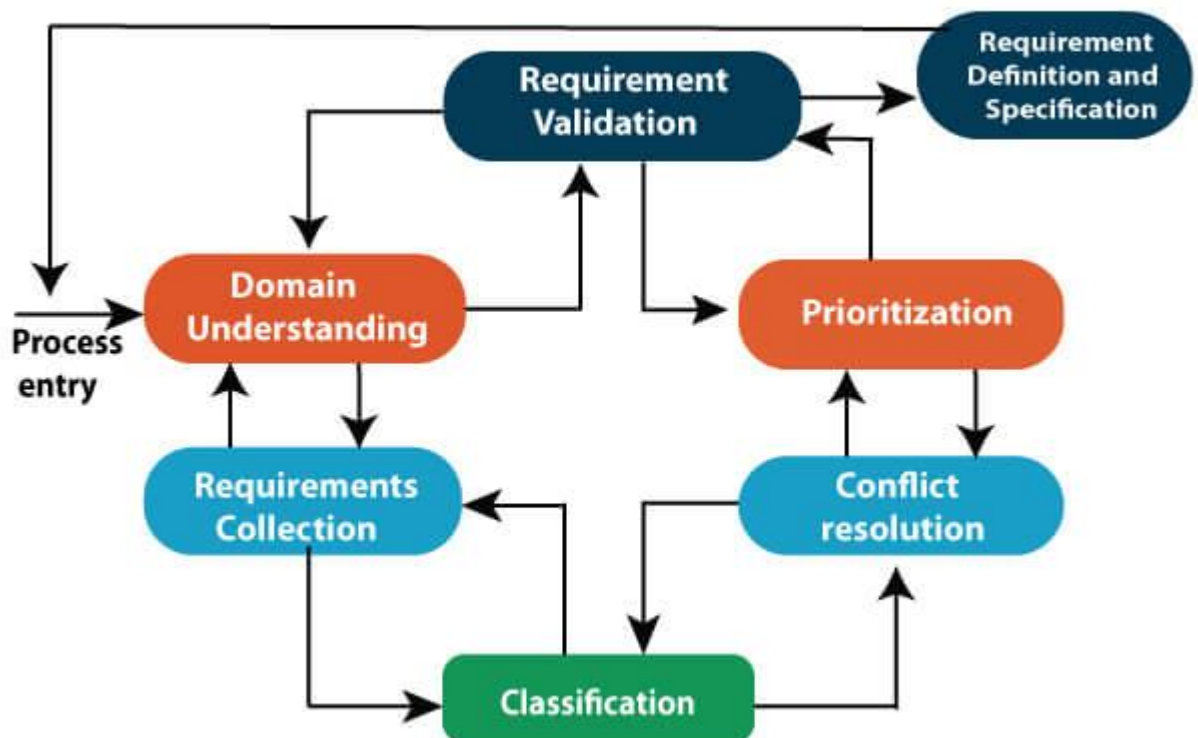 Requirement
Definition and
Specification
Requirement
Validation
Domain
Understanding
Prioritization
Process
entry
Requirements
Collection
Conflict
resolution
Classification